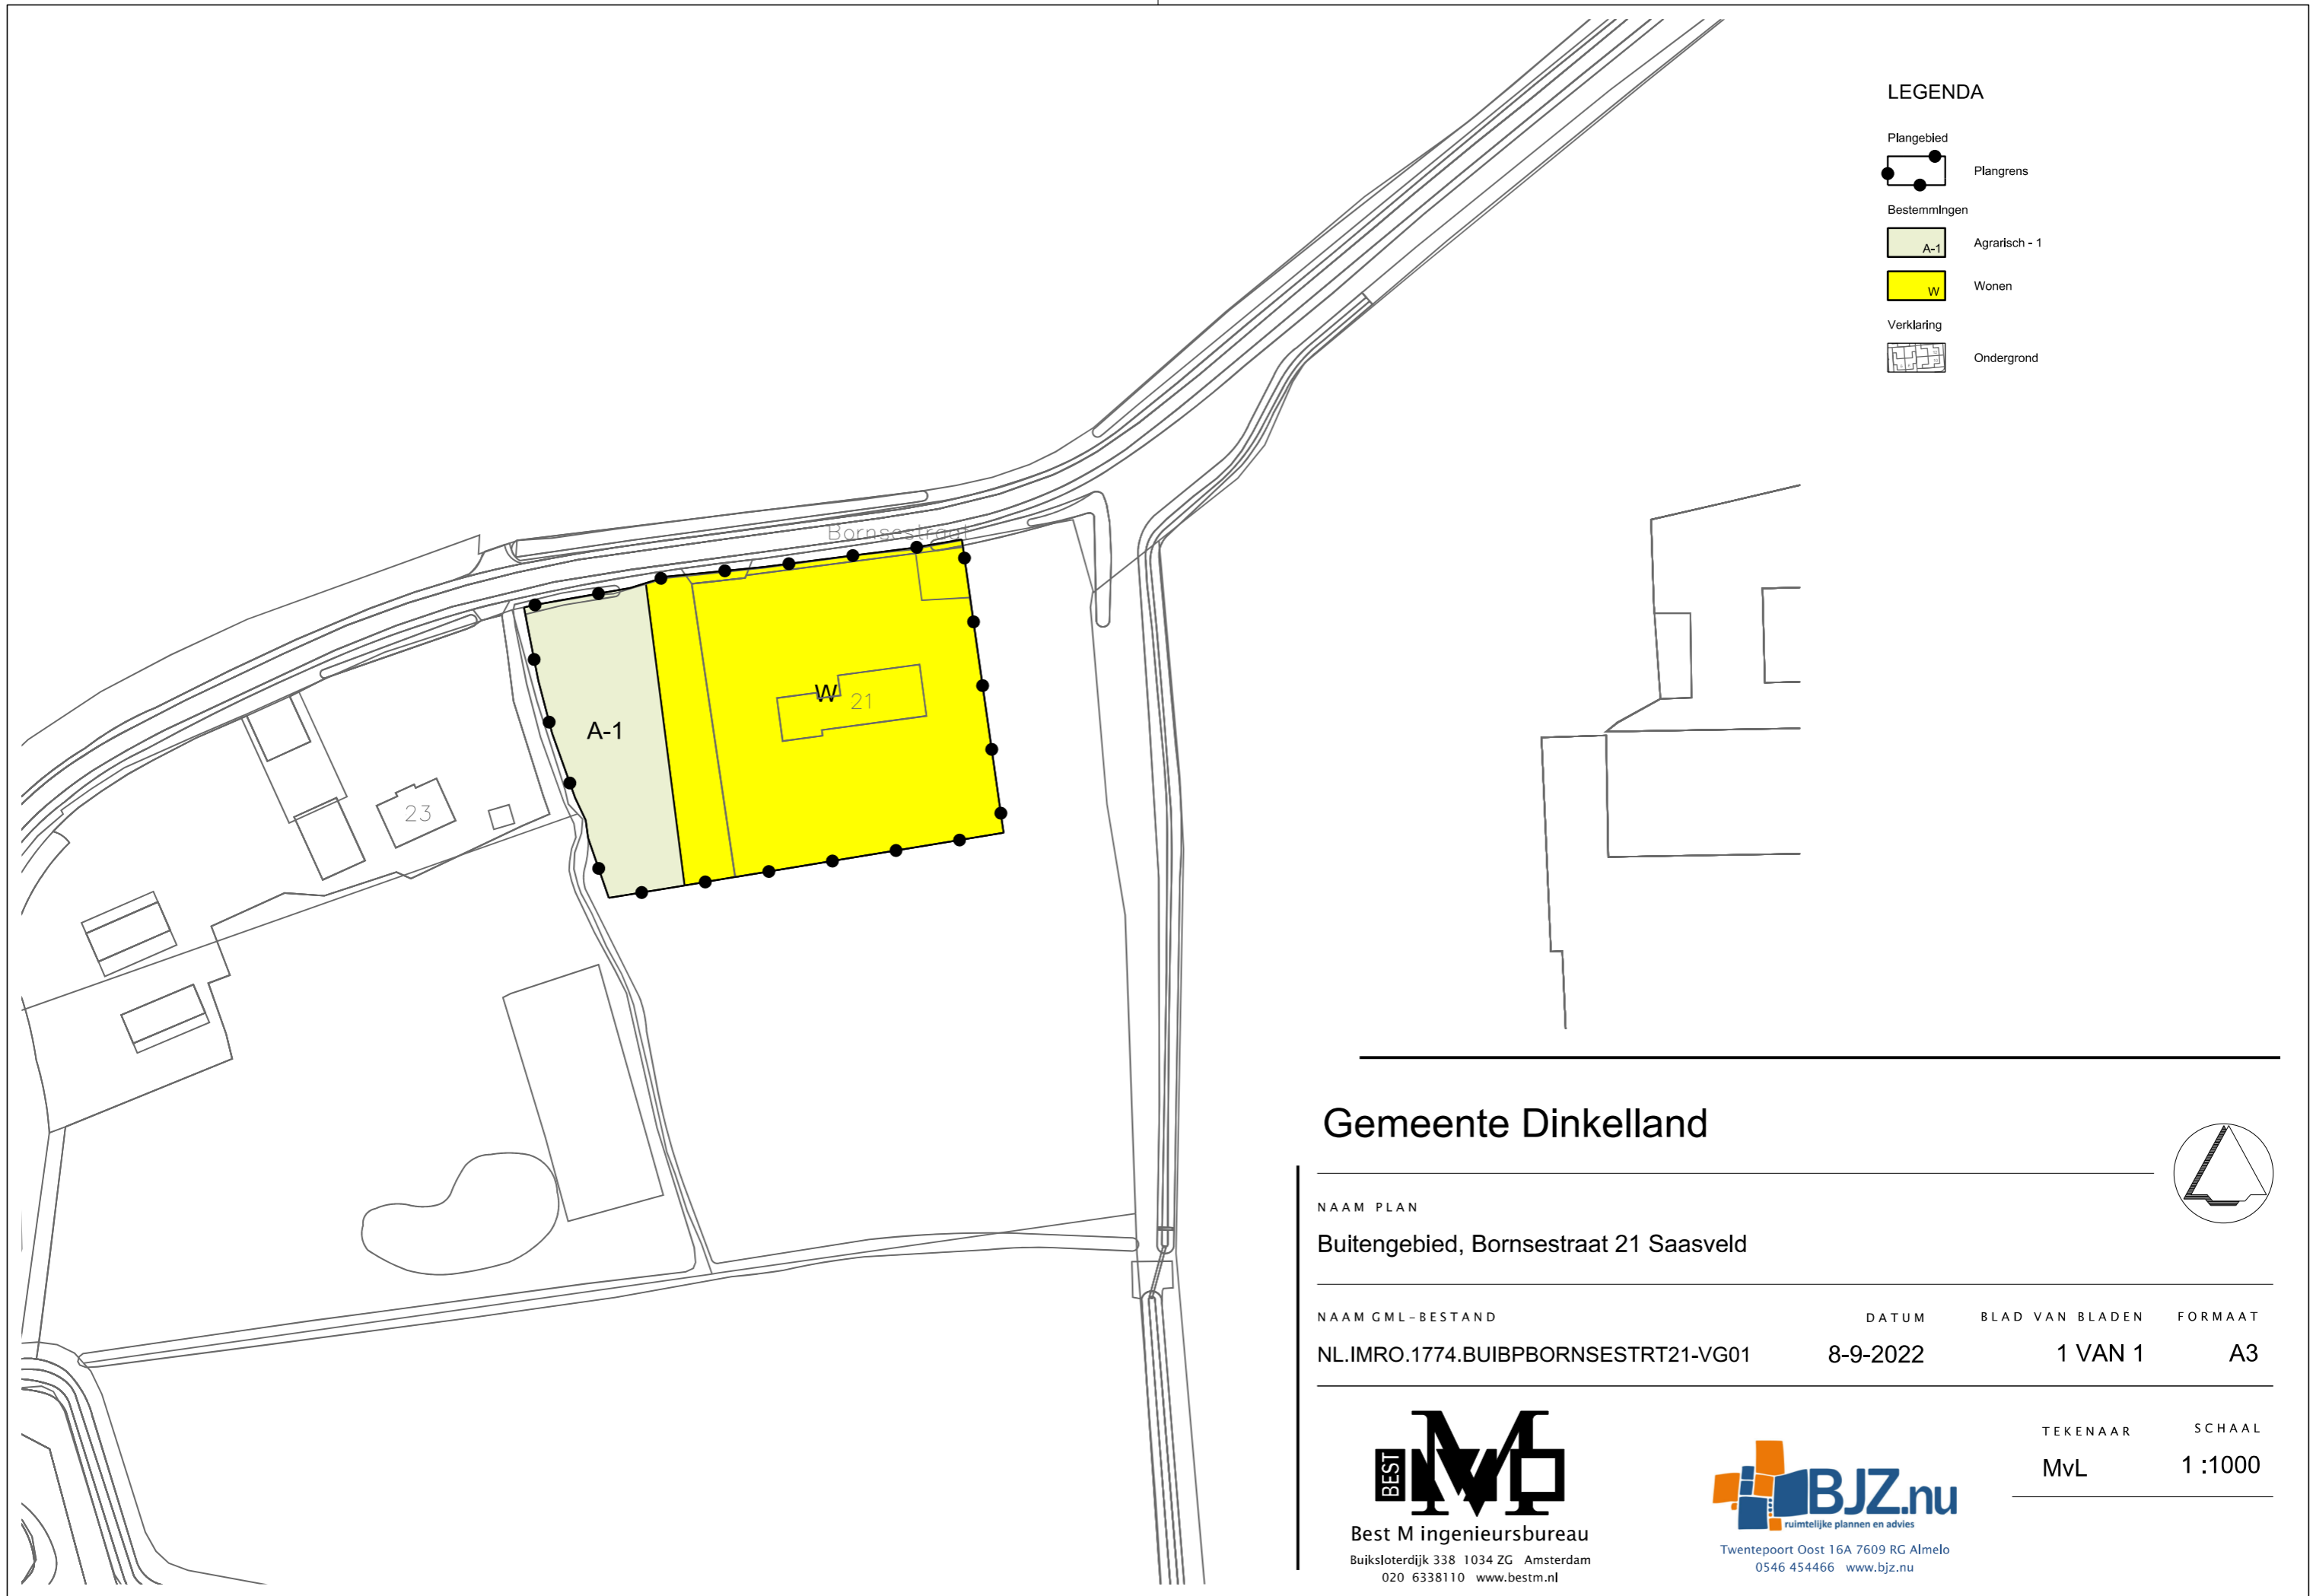 LEGENDA
Plangebied
Plangrens
Bestemmingen
A-1 Agrarisch - 1
W Wonen
Verklaring
Ondergrond
Bornsestraat
W 21
A-1
23
Gemeente Dinkelland
NAAM PLAN
Buitengebied, Bornsestraat 21 Saasveld
NAAM GML-BESTAND DATUM BLAD VAN BLADEN FORMAAT
NL.IMRO.1774.BUIBPBORNSESTRT21-VG01 8-9-2022 1 VAN 1 A3
TEKENAAR SCHAAL
MvL 1 :1000
BEST M
Best M ingenieursbureau
Buiksloterdijk 338 1034 ZG Amsterdam
020 6338110 www.bestm.nl
BJZ.nu
ruimtelijke plannen en advies
Twentepoort Oost 16A 7609 RG Almelo
0546 454466 www.bjz.nu